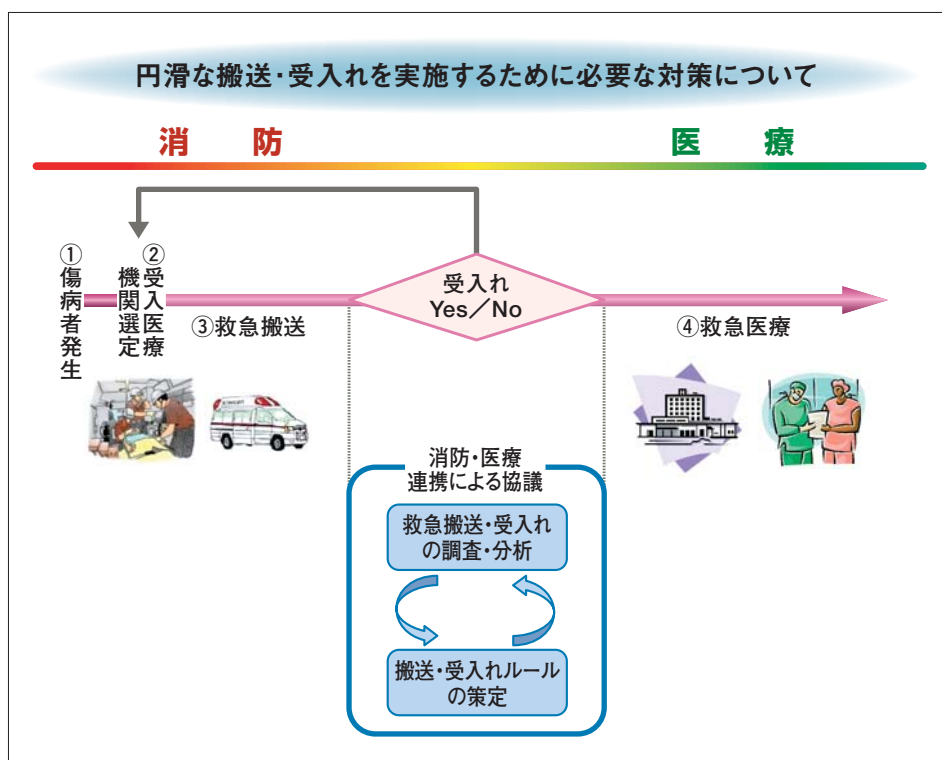 円滑な搬送・受入れを実施するために必要な対策について
消防
医療
①傷病者発生
②受入医療
機関選定
③救急搬送
受入れ
Yes／No
④救急医療
消防・医療
連携による協議
救急搬送・受入れ
の調査・分析
搬送・受入れルール
の策定